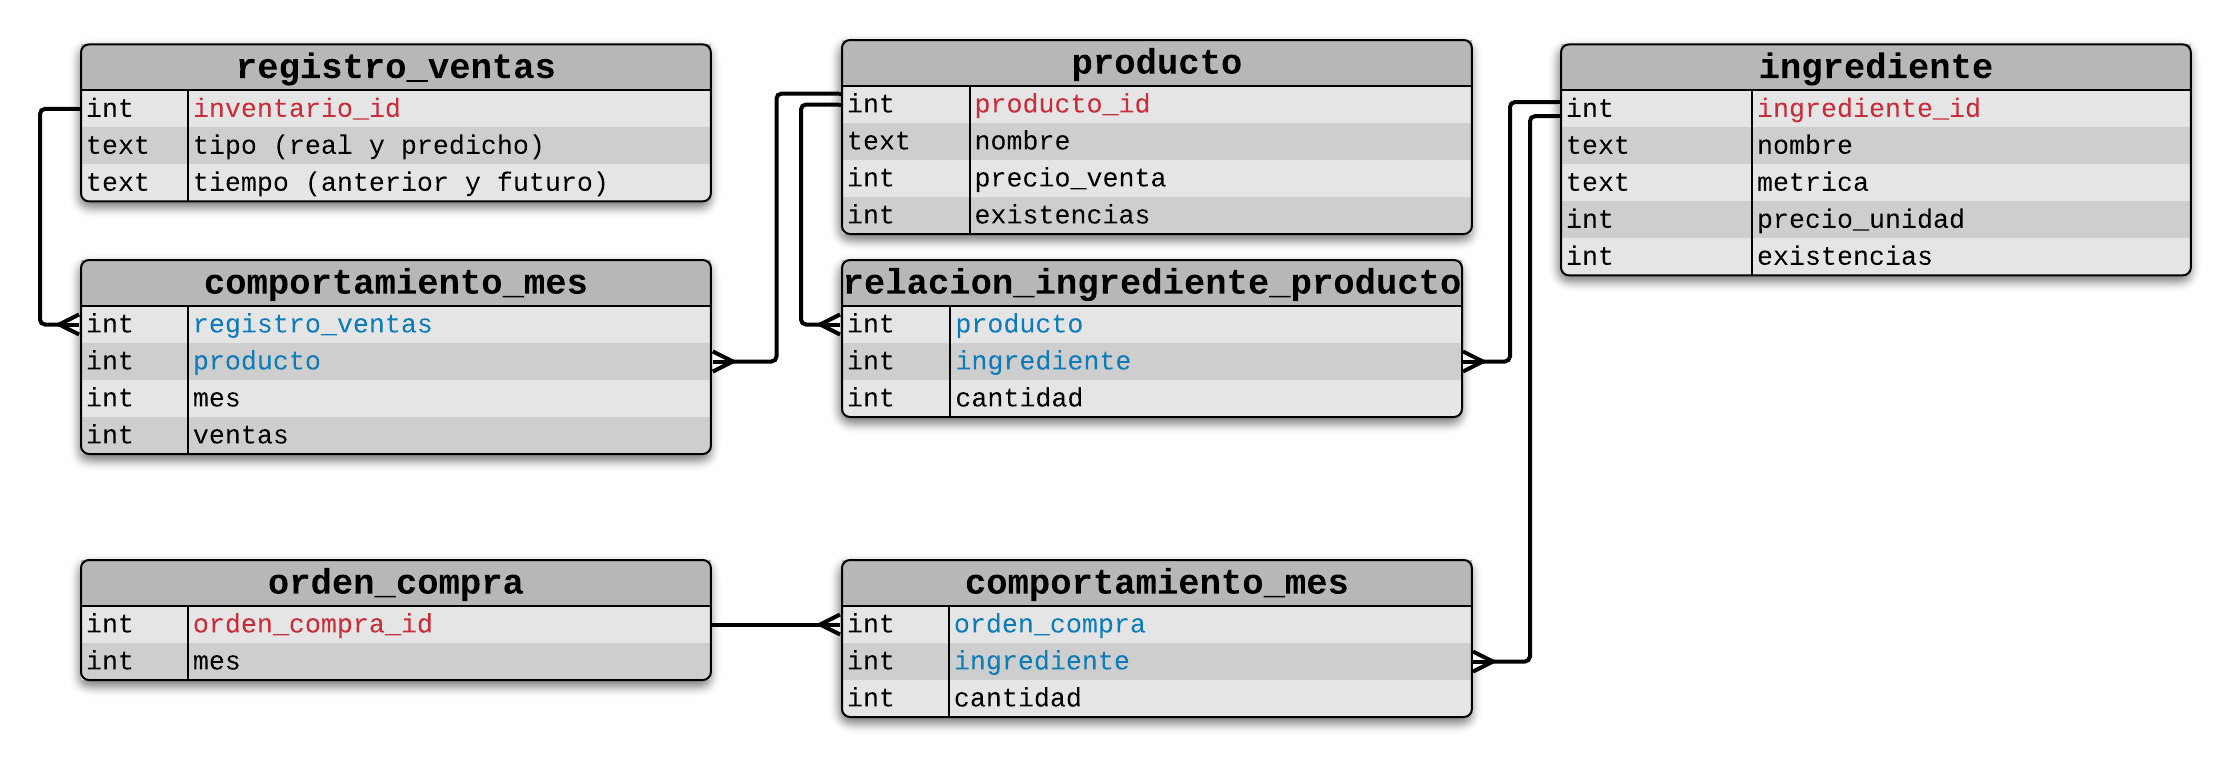 registro_ventas
int inventario_id
text tipo (real y predicho)
text tiempo (anterior y futuro)
producto
int producto_id
text nombre
int precio_venta
int existencias
ingrediente
int ingrediente_id
text nombre
text metrica
int precio_unidad
int existencias
comportamiento_mes
int registro_ventas
int producto
int mes
int ventas
relacion_ingrediente_producto
int producto
int ingrediente
int cantidad
orden_compra
int orden_compra_id
int mes
comportamiento_mes
int orden_compra
int ingrediente
int cantidad